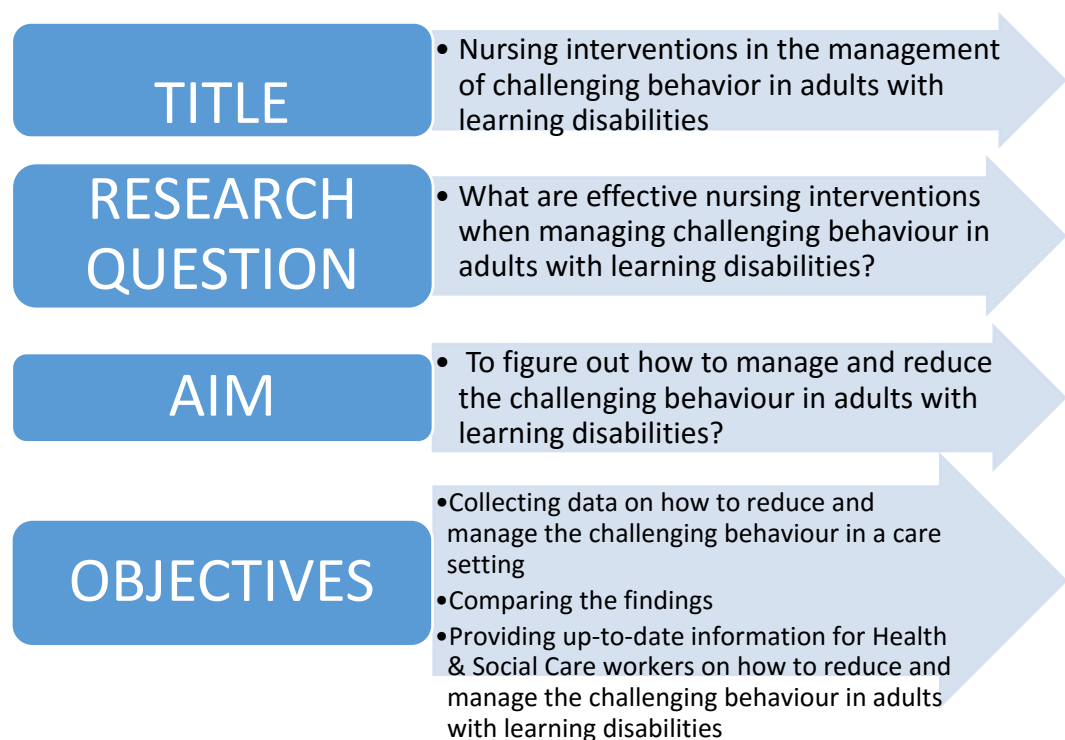 TITLE
• Nursing interventions in the management
of challenging behavior in adults with
learning disabilities
RESEARCH
QUESTION
• What are effective nursing interventions
when managing challenging behaviour in
adults with learning disabilities?
AIM
• To figure out how to manage and reduce
the challenging behaviour in adults with
learning disabilities?
OBJECTIVES
•Collecting data on how to reduce and
manage the challenging behaviour in a care
setting
•Comparing the findings
•Providing up-to-date information for Health
& Social Care workers on how to reduce and
manage the challenging behaviour in adults
with learning disabilities